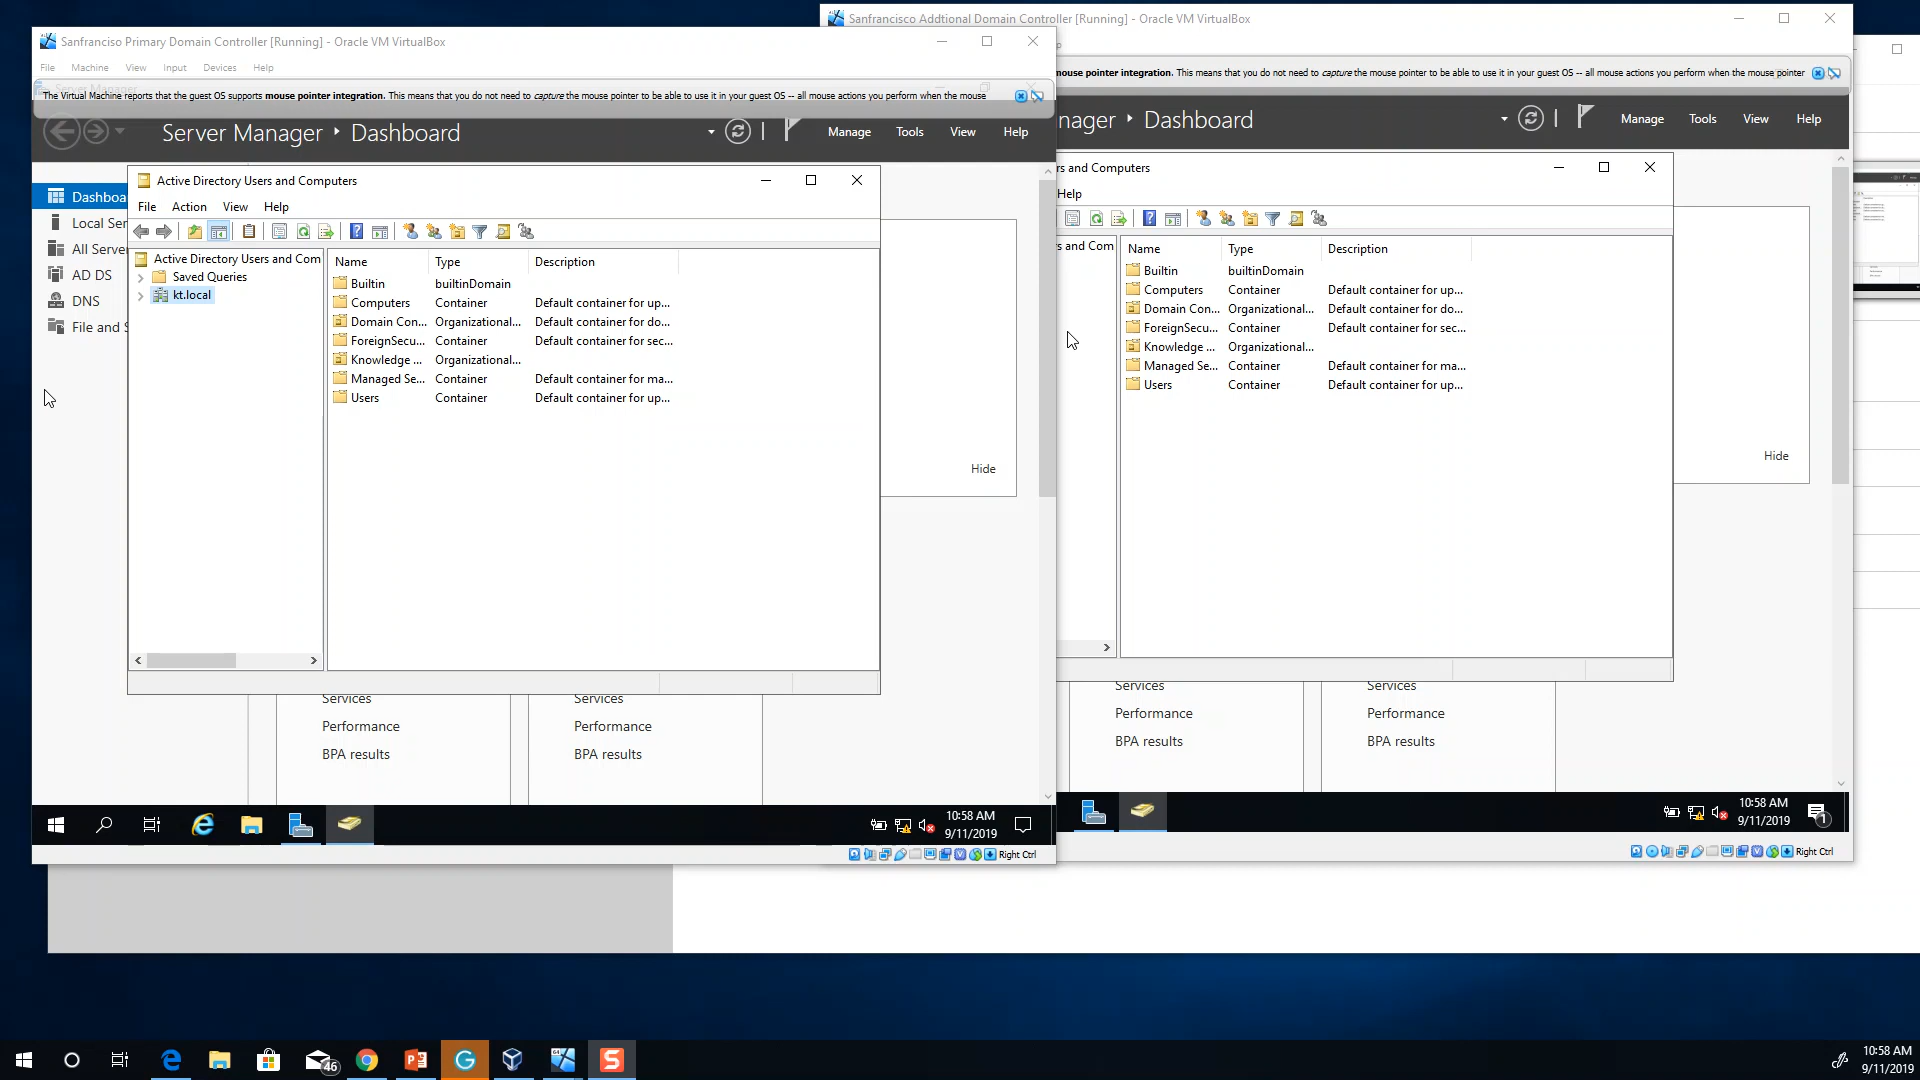 Sanfrancisco Addtional Domain Controller [Running] - Oracle VM VirtualBox
Sanfranciso Primary Domain Controller [Running] - Oracle VM VirtualBox
File Machine View Input Devices Help
The Virtual Machine reports that the guest OS supports mouse pointer integration. This means that you do not need to capture the mouse pointer to be able to use it in your guest OS -- all mouse actions you perform when the mouse
Server Manager • Dashboard
Manage Tools View Help
Dashboa
Local Ser
All Server
AD DS
DNS
File and S
Active Directory Users and Computers
File Action View Help
Active Directory Users and Com
Saved Queries
kt.local
Name Type Description
Builtin builtinDomain
Computers Container Default container for up...
Domain Con... Organizational... Default container for do...
ForeignSecu... Container Default container for sec...
Knowledge ... Organizational...
Managed Se... Container Default container for ma...
Users Container Default container for up...
Hide
Services Services
Performance Performance
BPA results BPA results
10:58 AM
9/11/2019
Right Ctrl
mouse pointer integration. This means that you do not need to capture the mouse pointer to be able to use it in your guest OS -- all mouse actions you perform when the mouse pointer
nager • Dashboard
Manage Tools View Help
rs and Computers
Help
s and Com
Name Type Description
Builtin builtinDomain
Computers Container Default container for up...
Domain Con... Organizational... Default container for do...
ForeignSecu... Container Default container for sec...
Knowledge ... Organizational...
Managed Se... Container Default container for ma...
Users Container Default container for up...
Hide
Services Services
Performance Performance
BPA results BPA results
10:58 AM
9/11/2019
1
Right Ctrl
46
10:58 AM
9/11/2019